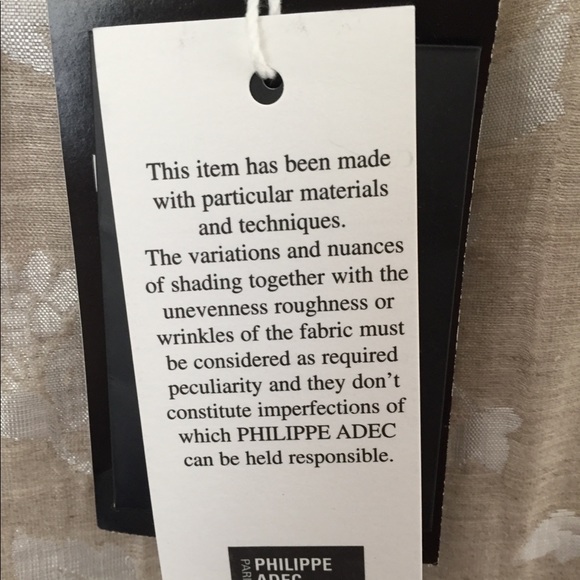 This item has been made
with particular materials
and techniques.
The variations and nuances
of shading together with the
unevenness roughness or
wrinkles of the fabric must
be considered as required
peculiarity and they don't
constitute imperfections of
which PHILIPPE ADEC
can be held responsible.
PHILIPPE
ADEC